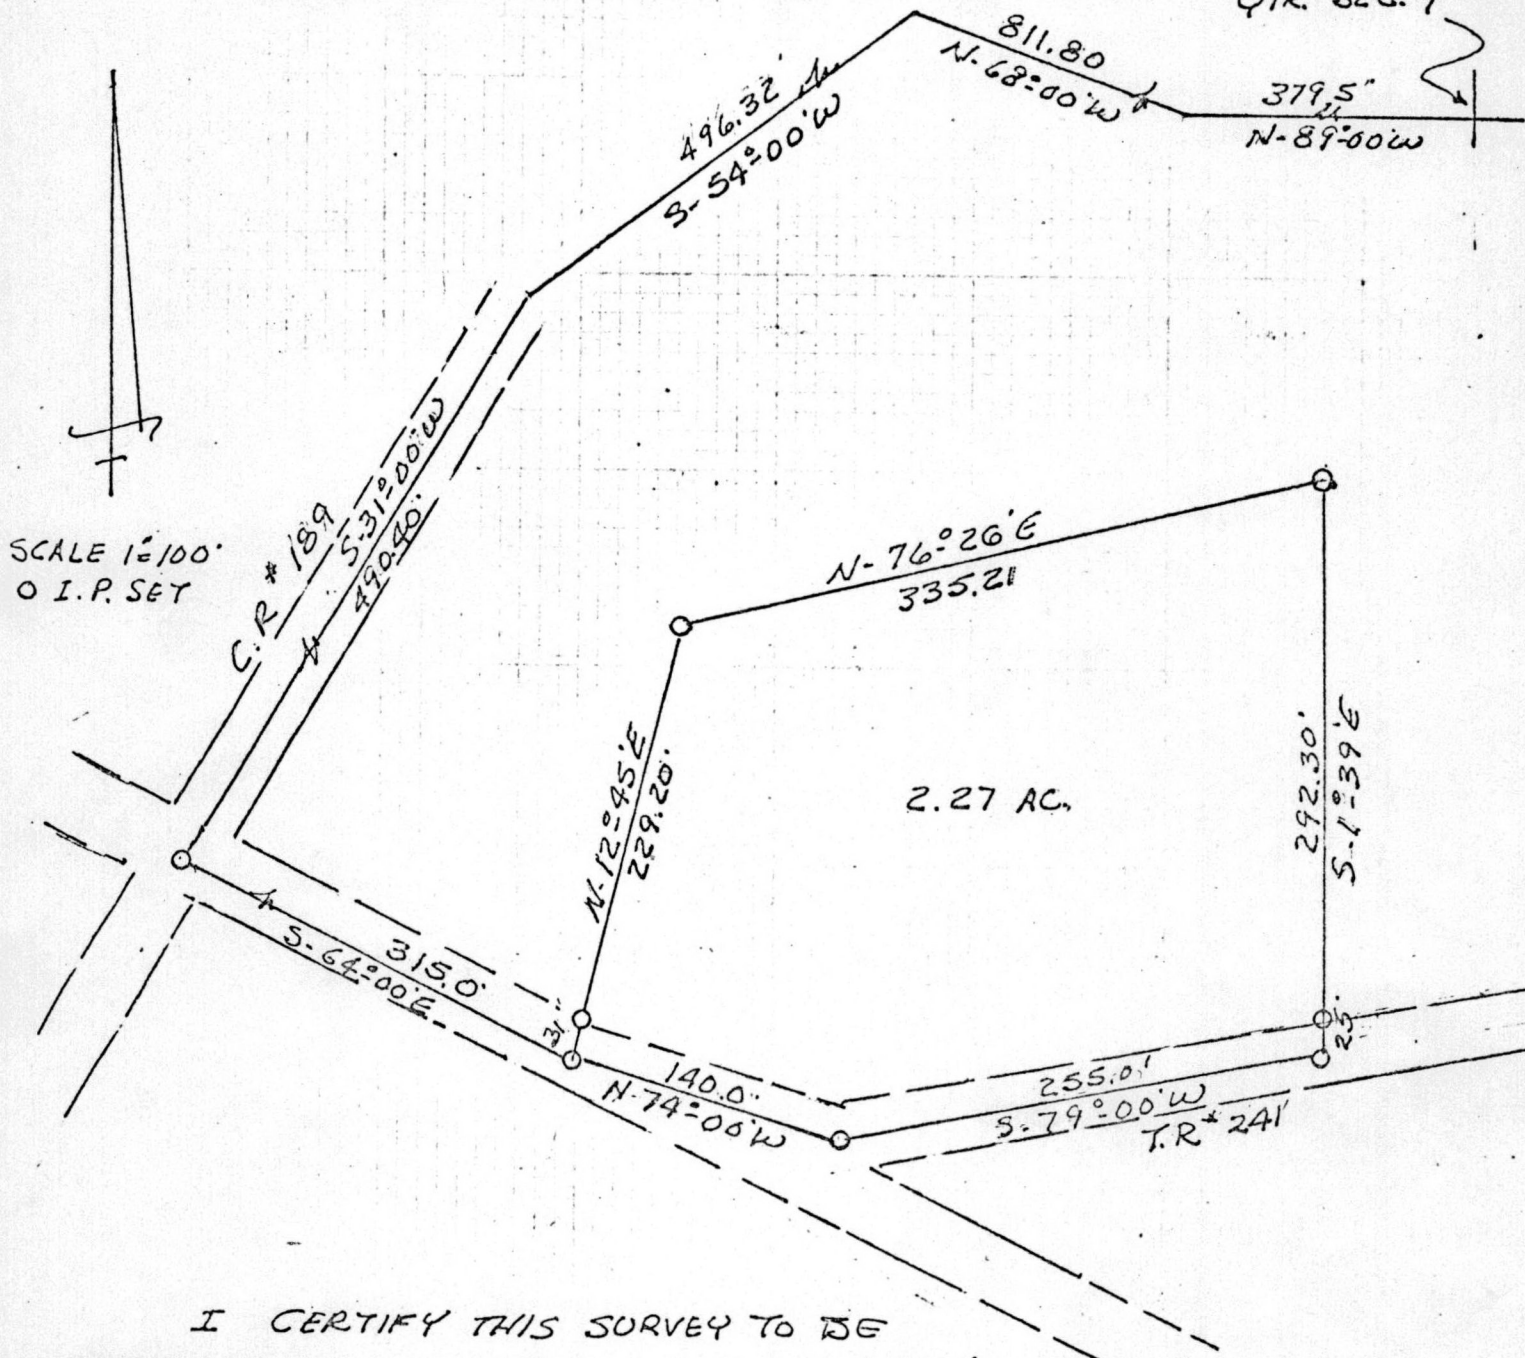 QTR. SEC. 7
811.80
N-68°00'W
379.5"
N-89°00'W
496.32'
S-54°00'W
SCALE 1"=100'
O I.P. SET
C.R # 189
S-31°00'W
490.40'
N-76°26'E
335.21
N-12°45'E
229.20'
2.27 AC.
292.30'
S-1°39'E
315.0'
S-64°00'E
31'
140.0"
N-74°00'W
255.0'
S-79°00'W
T.R # 241
25'
I CERTIFY THIS SURVEY TO BE